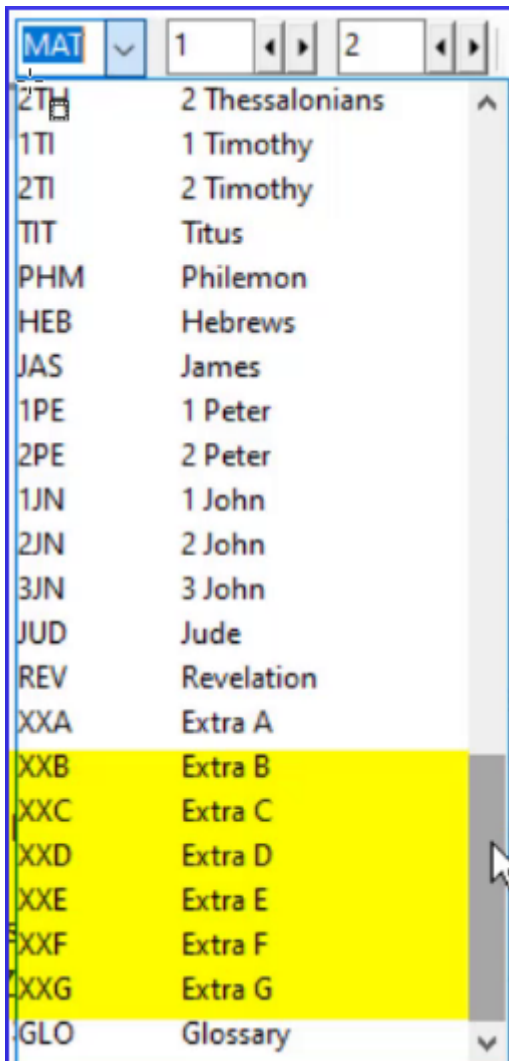 MAT 1 2
2TH 2 Thessalonians
1TI 1 Timothy
2TI 2 Timothy
TIT Titus
PHM Philemon
HEB Hebrews
JAS James
1PE 1 Peter
2PE 2 Peter
1JN 1 John
2JN 2 John
3JN 3 John
JUD Jude
REV Revelation
XXA Extra A
XXB Extra B
XXC Extra C
XXD Extra D
XXE Extra E
XXF Extra F
XXG Extra G
GLO Glossary